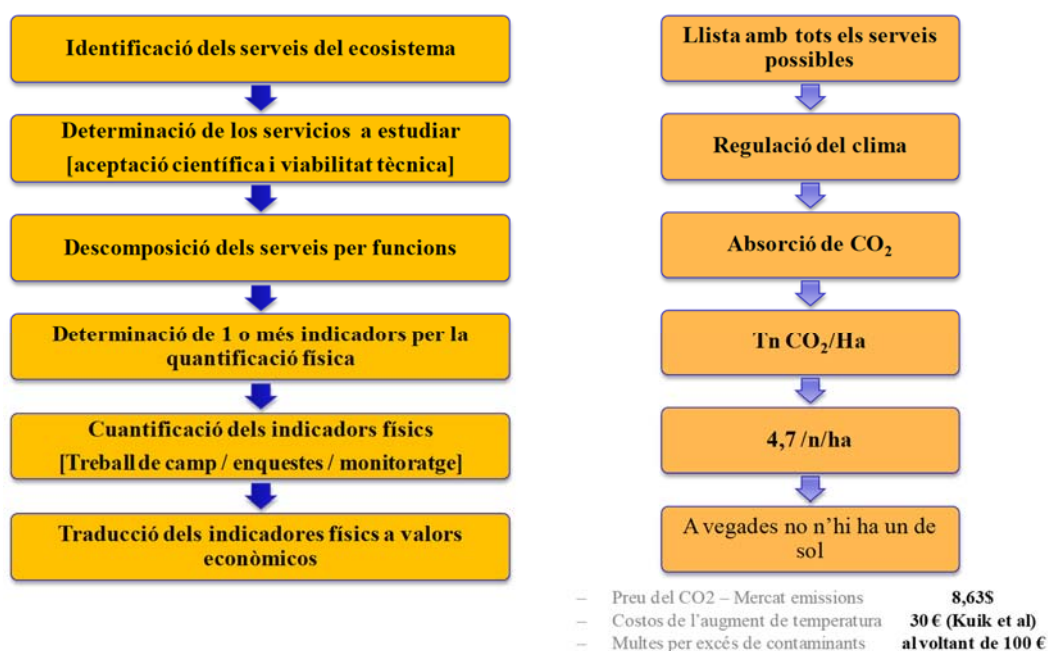 Identificació dels serveis del ecosistema
Determinació de los servicios a estudiar
[aceptació científica i viabilitat tècnica]
Descomposició dels serveis per funcions
Determinació de 1 o més indicadors per la
quantificació física
Cuantificació dels indicadors físics
[Treball de camp / enquestes / monitoratge]
Traducció dels indicadores físics a valors
econòmicos
Llista amb tots els serveis
possibles
Regulació del clima
Absorció de CO₂
Tn CO₂/Ha
4,7 /n/ha
A vegades no n’hi ha un de
sol
– Preu del CO2 – Mercat emissions 8,63$
– Costos de l’augment de temperatura 30 € (Kuik et al)
– Multes per excés de contaminants al voltant de 100 €